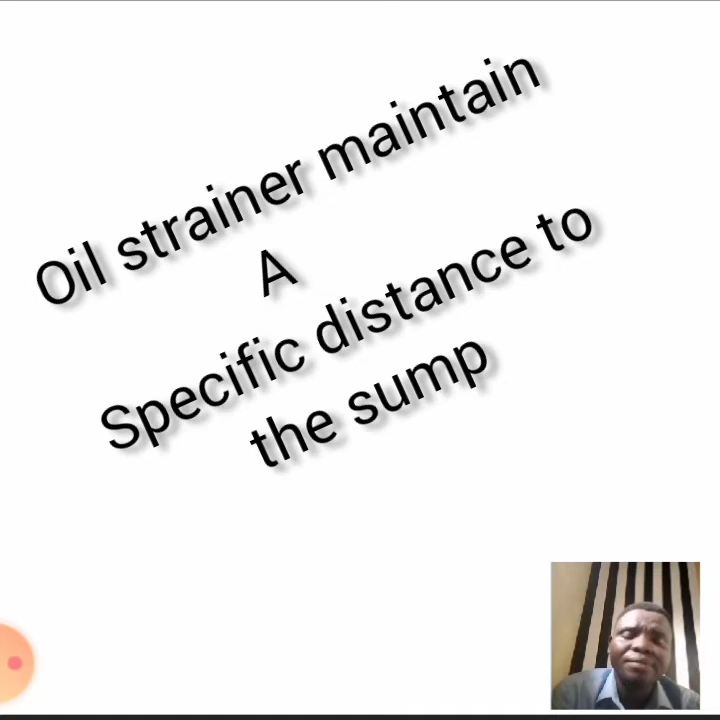 Oil strainer maintain
A
Specific distance to
the sump